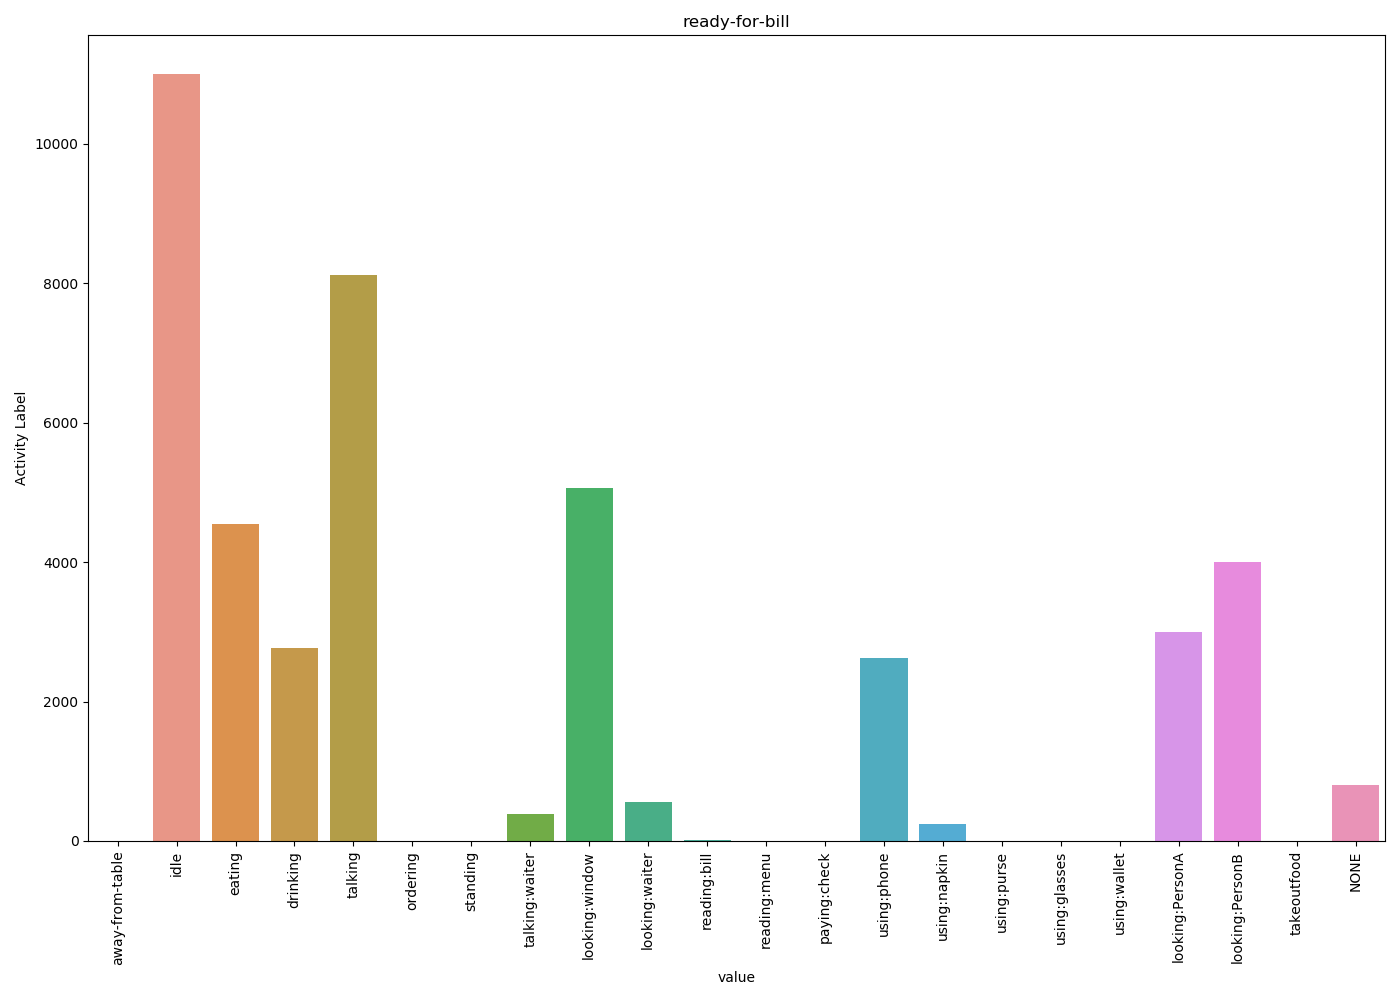 ready-for-bill
10000
8000
6000
4000
2000
0
Activity Label
away-from-table
idle
eating
drinking
talking
ordering
standing
talking:waiter
looking:window
looking:waiter
reading:bill
reading:menu
paying:check
using:phone
using:napkin
using:purse
using:glasses
using:wallet
looking:PersonA
looking:PersonB
takeoutfood
NONE
value